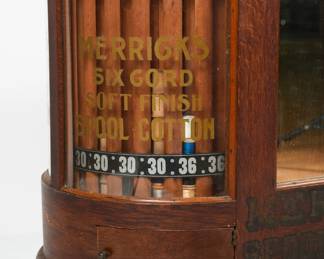 MERRICKS
SIX CORD
SOFT FINISH
SPOOL COTTON
30 : 30 : 30 : 30 : 36 : 36